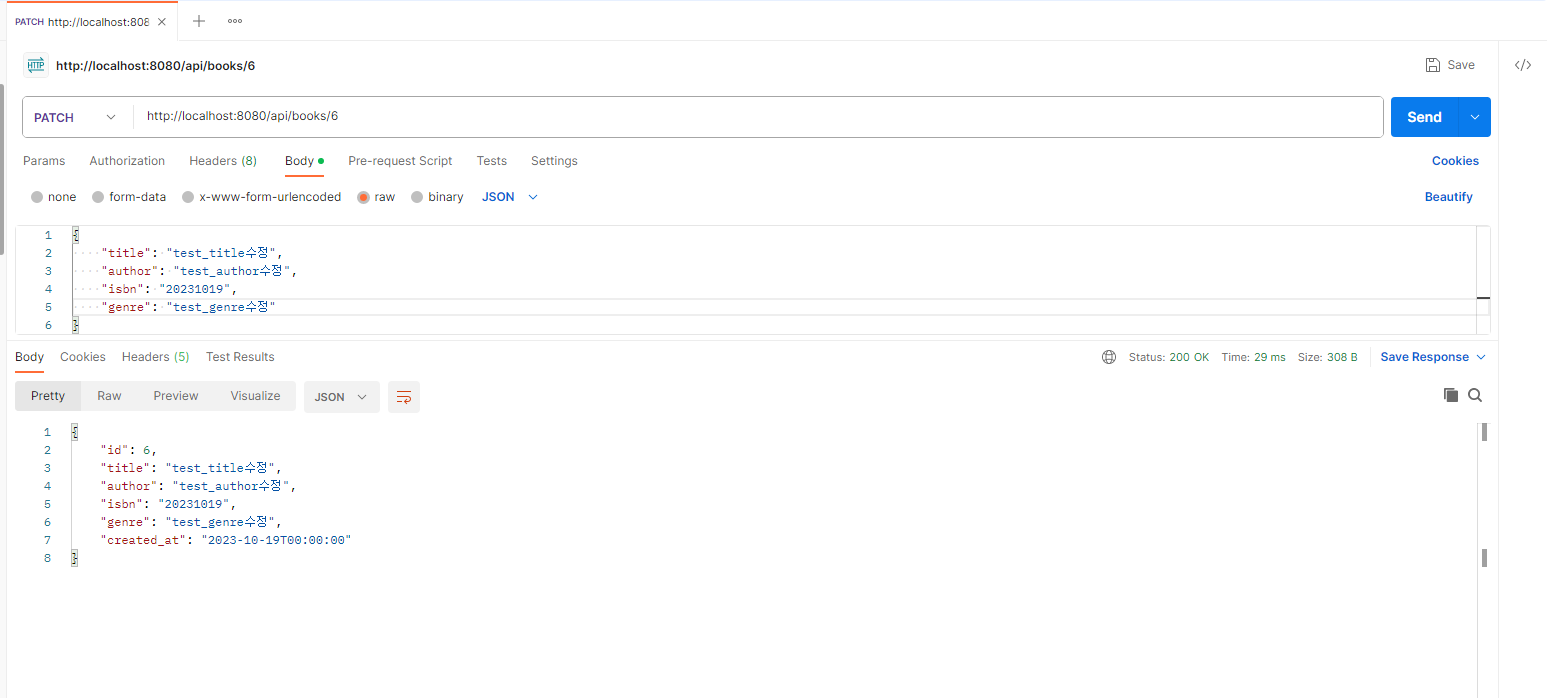 PATCH http://localhost:808
HTTP http://localhost:8080/api/books/6 Save </>
PATCH http://localhost:8080/api/books/6 Send
Params Authorization Headers (8) Body Pre-request Script Tests Settings Cookies
none form-data x-www-form-urlencoded raw binary JSON Beautify
1 {
2 ····"title":·"test_title수정",
3 ····"author":·"test_author수정",
4 ····"isbn":·"20231019",
5 ····"genre":·"test_genre수정"
6 }
Body Cookies Headers (5) Test Results Status: 200 OK Time: 29 ms Size: 308 B Save Response
Pretty Raw Preview Visualize JSON
1 {
2 "id": 6,
3 "title": "test_title수정",
4 "author": "test_author수정",
5 "isbn": "20231019",
6 "genre": "test_genre수정",
7 "created_at": "2023-10-19T00:00:00"
8 }